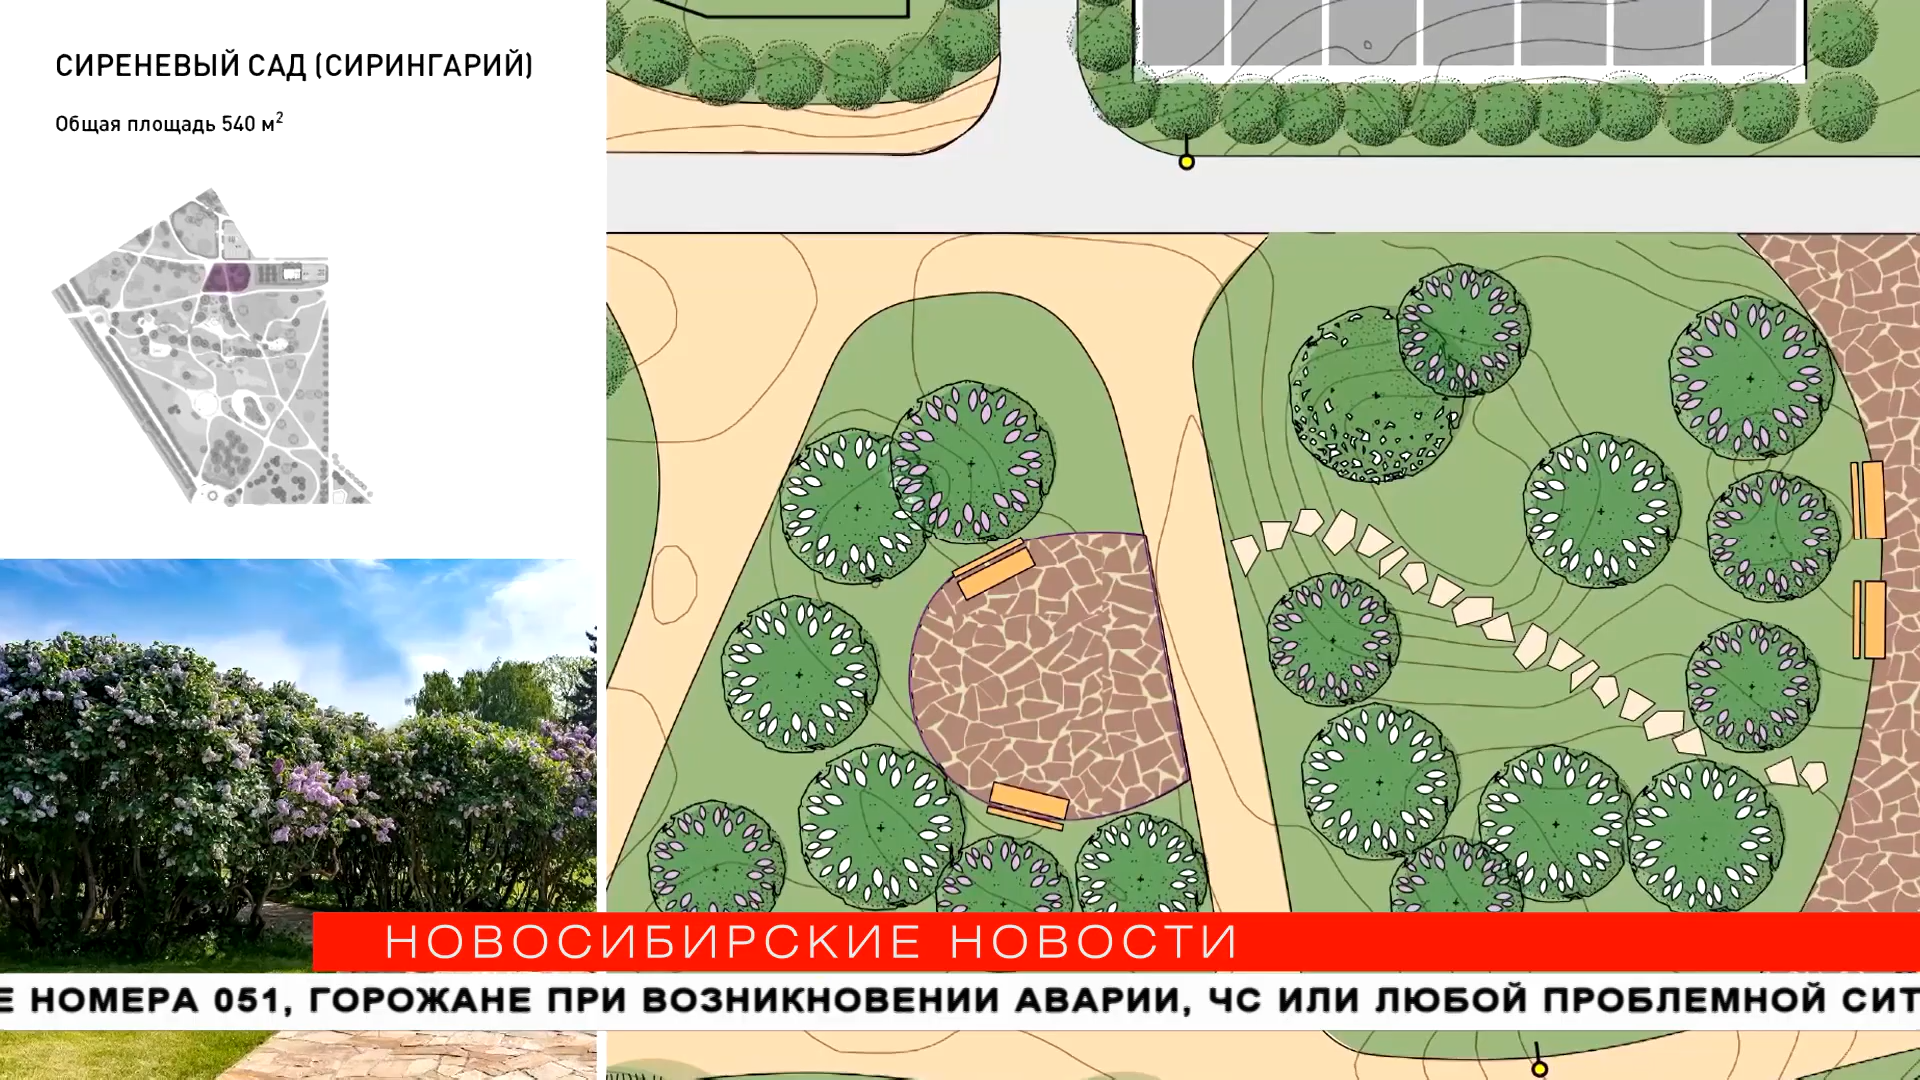 СИРЕНЕВЫЙ САД (СИРИНГАРИЙ)
Общая площадь 540 м²
НОВОСИБИРСКИЕ НОВОСТИ
Е НОМЕРА 051, ГОРОЖАНЕ ПРИ ВОЗНИКНОВЕНИИ АВАРИИ, ЧС ИЛИ ЛЮБОЙ ПРОБЛЕМНОЙ СИТ